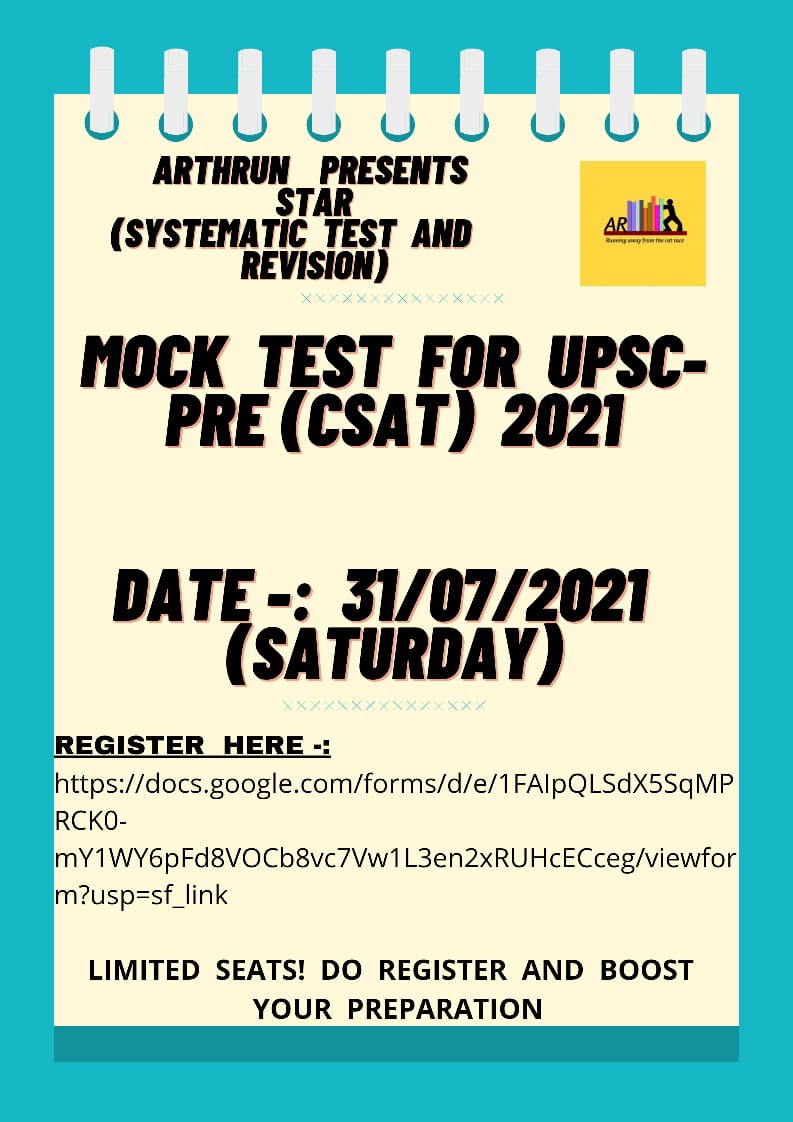 ARTHRUN PRESENTS
STAR
(SYSTEMATIC TEST AND
REVISION)
AR
Running away from the rat race
MOCK TEST FOR UPSC-
PRE (CSAT) 2021
DATE -: 31/07/2021
(SATURDAY)
REGISTER HERE -:
https://docs.google.com/forms/d/e/1FAIpQLSdX5SqMP
RCK0-
mY1WY6pFd8VOCb8vc7Vw1L3en2xRUHcECceg/viewfor
m?usp=sf_link
LIMITED SEATS! DO REGISTER AND BOOST
YOUR PREPARATION